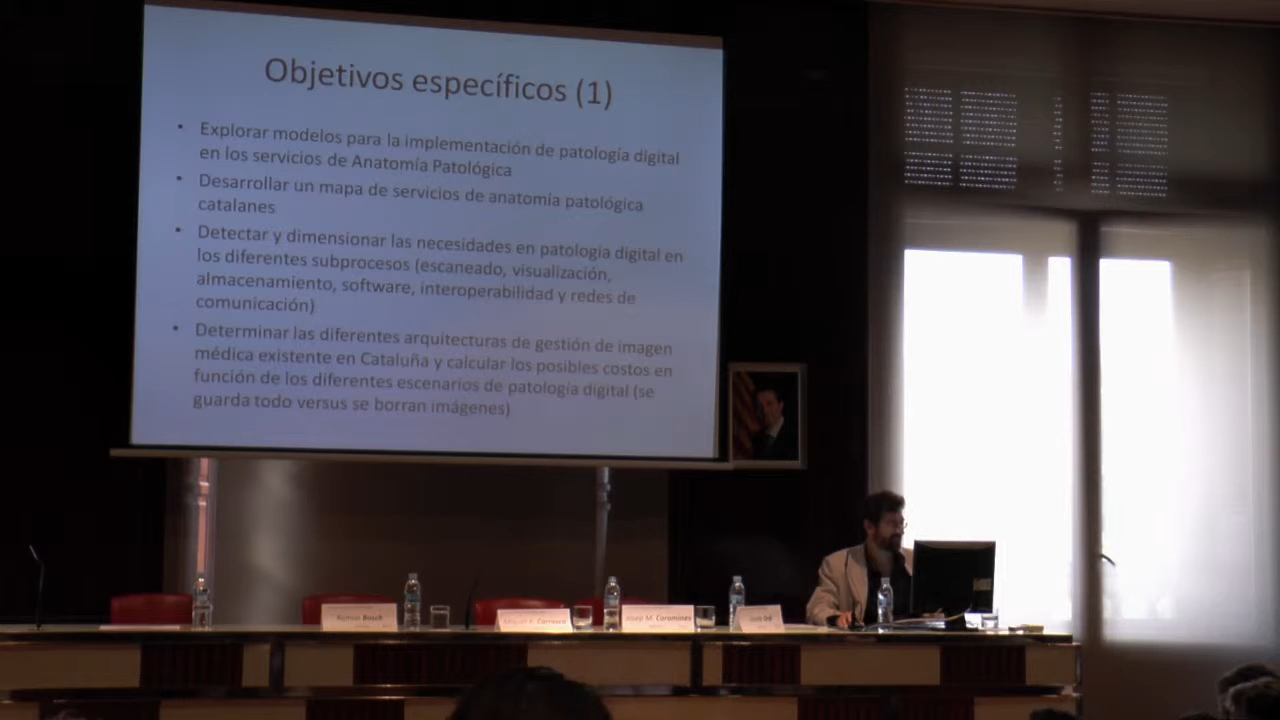 Objetivos específicos (1)
• Explorar modelos para la implementación de patología digital
en los servicios de Anatomía Patológica
• Desarrollar un mapa de servicios de anatomía patológica
catalanes
• Detectar y dimensionar las necesidades en patología digital en
los diferentes subprocesos (escaneado, visualización,
almacenamiento, software, interoperabilidad y redes de
comunicación)
• Determinar las diferentes arquitecturas de gestión de imagen
médica existente en Cataluña y calcular los posibles costos en
función de los diferentes escenarios de patología digital (se
guarda todo versus se borran imágenes)
Ramon Bosch
Carrasco
Josep M. Corominas